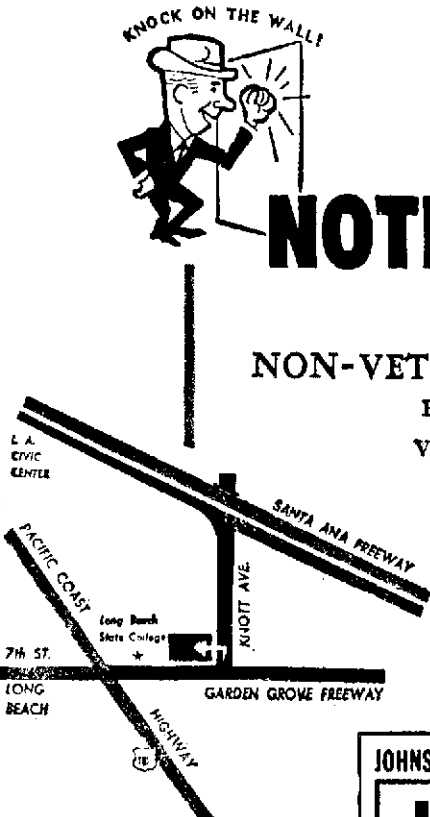 KNOCK ON THE WALL!
NOT
NON-VET
V
L. A.
CIVIC
CENTER
SANTA ANA FREEWAY
PACIFIC COAST
HIGHWAY
KNOTT AVE.
Long Beach
State College
7th ST.
LONG
BEACH
GARDEN GROVE FREEWAY
101
JOHNS